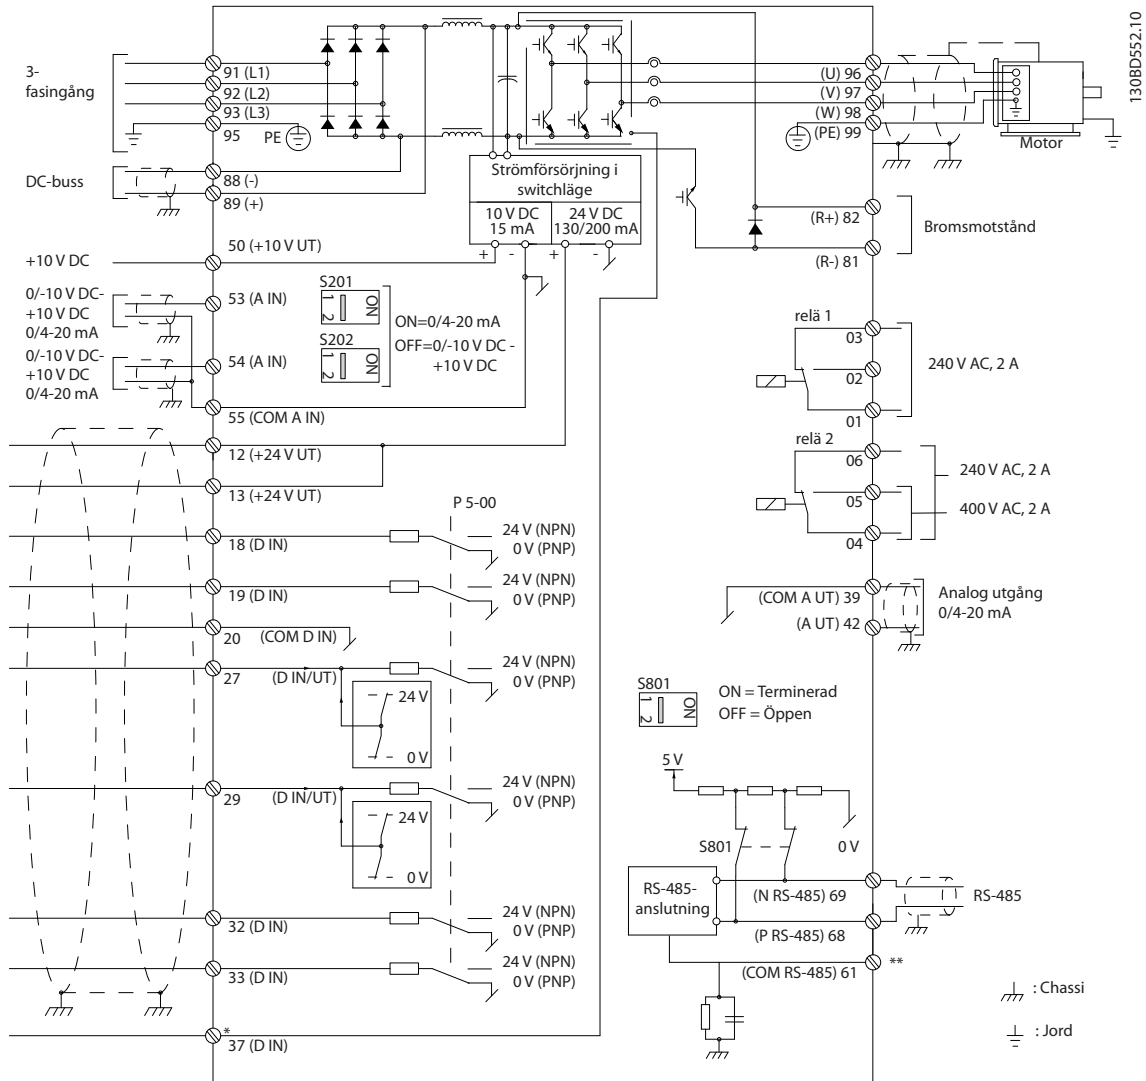 130BD552.10
3-
fasingång
91 (L1)
92 (L2)
93 (L3)
95
PE
DC-buss
88 (-)
89 (+)
50 (+10 V UT)
+10 V DC
0/-10 V DC-
+10 V DC
0/4-20 mA
53 (A IN)
0/-10 V DC-
+10 V DC
0/4-20 mA
54 (A IN)
55 (COM A IN)
12 (+24 V UT)
13 (+24 V UT)
18 (D IN)
19 (D IN)
20
(COM D IN)
27
(D IN/UT)
24 V
0 V
29
(D IN/UT)
24 V
0 V
32 (D IN)
33 (D IN)
*
37 (D IN)
Strömförsörjning i
switchläge
10 V DC
15 mA
24 V DC
130/200 mA
+
-
+
-
S201
1
2
ON
S202
1
2
ON
ON=0/4-20 mA
OFF=0/-10 V DC -
+10 V DC
P 5-00
24 V (NPN)
0 V (PNP)
24 V (NPN)
0 V (PNP)
24 V (NPN)
0 V (PNP)
24 V (NPN)
0 V (PNP)
24 V (NPN)
0 V (PNP)
24 V (NPN)
0 V (PNP)
(U) 96
(V) 97
(W) 98
(PE) 99
Motor
(R+) 82
(R-) 81
Bromsmotstånd
relä 1
03
02
01
240 V AC, 2 A
relä 2
06
05
04
240 V AC, 2 A
400 V AC, 2 A
(COM A UT) 39
(A UT) 42
Analog utgång
0/4-20 mA
S801
1
2
ON
ON = Terminerad
OFF = Öppen
5 V
S801
0 V
RS-485-
anslutning
(N RS-485) 69
(P RS-485) 68
(COM RS-485) 61
**
RS-485
: Chassi
: Jord